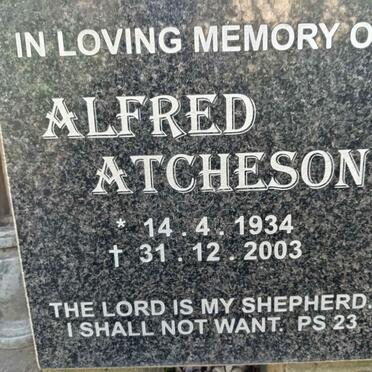 IN LOVING MEMORY O
ALFRED
ATCHESON
* 14 . 4 . 1934
† 31 . 12 . 2003
THE LORD IS MY SHEPHERD.
I SHALL NOT WANT. PS 23